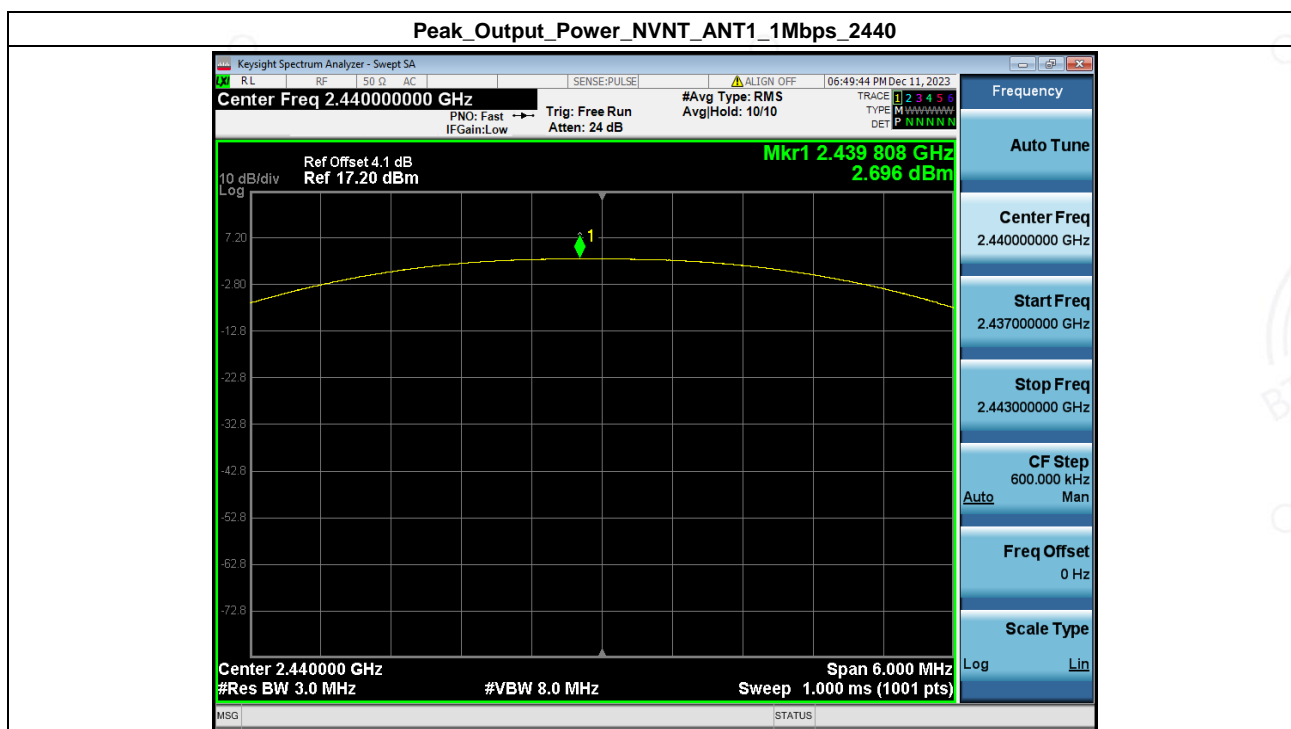 Peak_Output_Power_NVNT_ANT1_1Mbps_2440
Keysight Spectrum Analyzer - Swept SA
LXI RL RF 50 Ω AC SENSE:PULSE ALIGN OFF 06:49:44 PM Dec 11, 2023
Center Freq 2.440000000 GHz
PNO: Fast
IFGain:Low
Trig: Free Run
Atten: 24 dB
#Avg Type: RMS
Avg|Hold: 10/10
TRACE 1 2 3 4 5 6
TYPE M W W W W W
DET P N N N N N
Mkr1 2.439 808 GHz
2.696 dBm
Ref Offset 4.1 dB
10 dB/div Ref 17.20 dBm
Log
1
7.20
-2.80
-12.8
-22.8
-32.8
-42.8
-52.8
-62.8
-72.8
Center 2.440000 GHz Span 6.000 MHz
#Res BW 3.0 MHz #VBW 8.0 MHz Sweep 1.000 ms (1001 pts)
MSG STATUS
Frequency
Auto Tune
Center Freq
2.440000000 GHz
Start Freq
2.437000000 GHz
Stop Freq
2.443000000 GHz
CF Step
600.000 kHz
Auto Man
Freq Offset
0 Hz
Scale Type
Log Lin